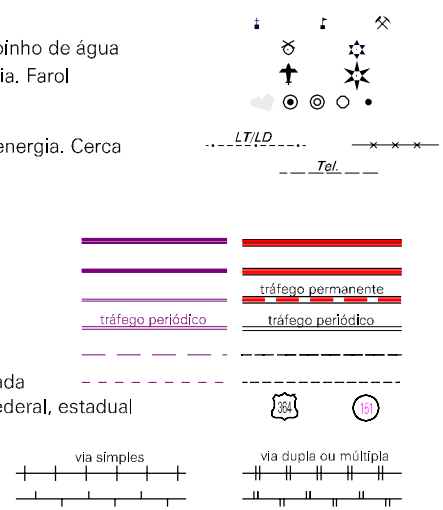 oinho de água
ia. Farol
energia. Cerca
LT/LD
Tel.
tráfego permanente
tráfego periódico
tráfego periódico
ada
ederal, estadual
364
151
via simples
via dupla ou múltipla